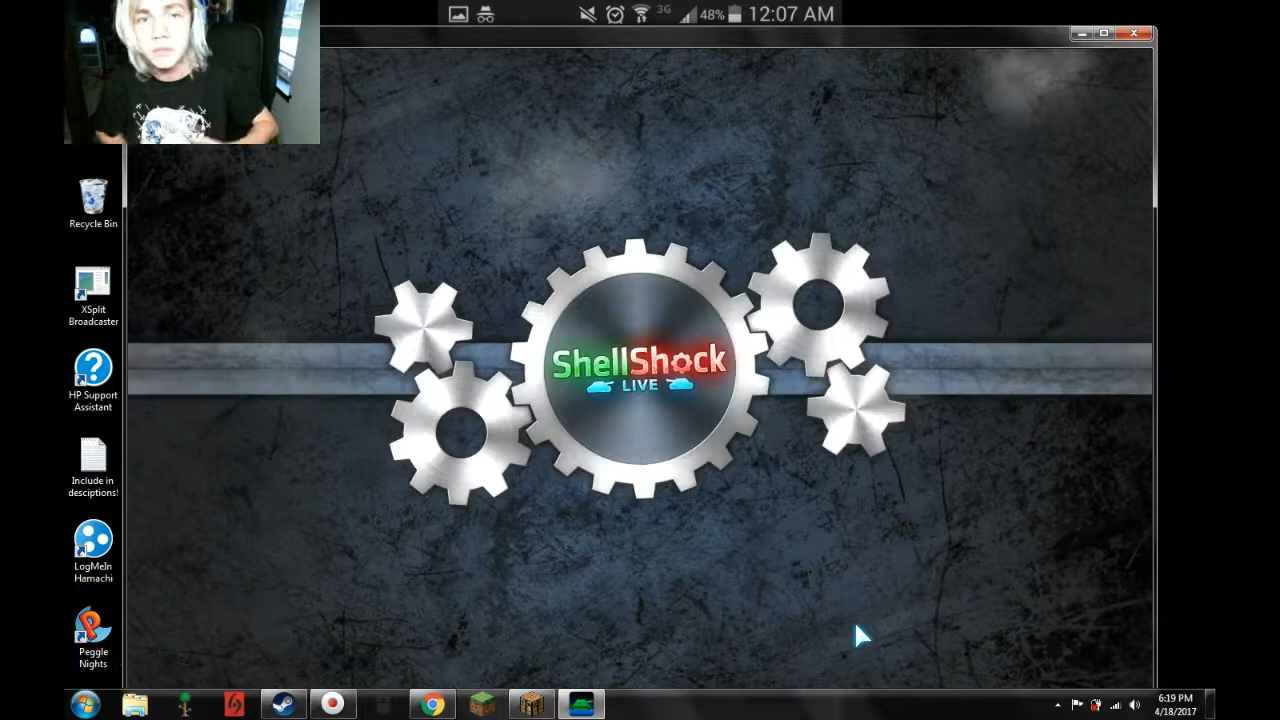 3G 48% 12:07 AM
Recycle Bin
XSplit
Broadcaster
HP Support
Assistant
Include in
desciptions!
LogMeIn
Hamachi
Peggle
Nights
ShellShock
LIVE
6:19 PM
4/18/2017